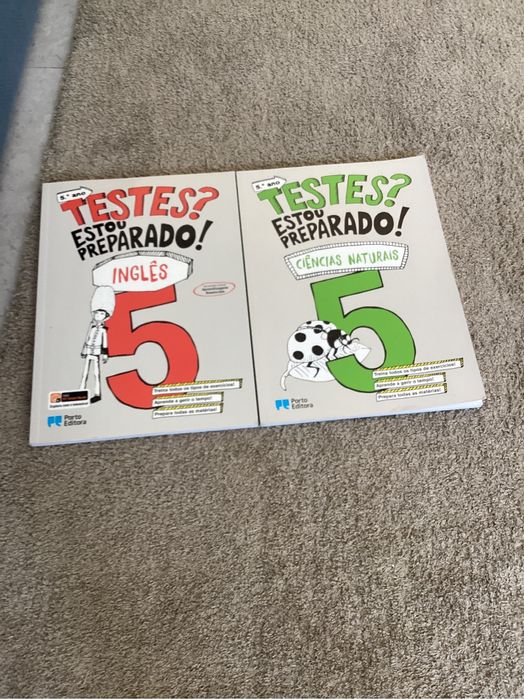 5.º ano
TESTES?
ESTOU
PREPARADO!
INGLÊS
5
Treina todos os tipos de exercícios!
Aprende a gerir o tempo!
Prepara todas as matérias!
Porto
Editora
5.º ano
TESTES?
ESTOU
PREPARADO!
CIÊNCIAS NATURAIS
5
Treina todos os tipos de exercícios!
Aprende a gerir o tempo!
Prepara todas as matérias!
Porto
Editora